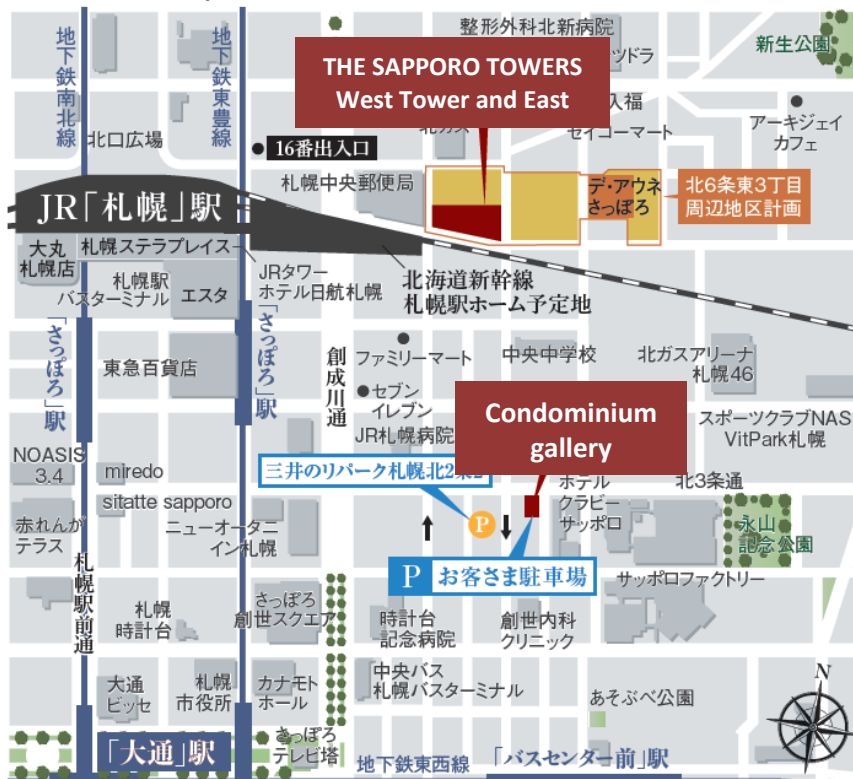 整形外科北新病院
ツドラ
新生公園
地下鉄南北線
地下鉄東豊線
THE SAPPORO TOWERS
West Tower and East
入福
セイコーマート
北ガス
アーキジェイ
カフェ
北口広場
16番出入口
札幌中央郵便局
デ・アウネ
さっぽろ
北6条東3丁目
周辺地区計画
JR「札幌」駅
大丸
札幌店
札幌ステラプレイス
JRタワー
ホテル日航札幌
北海道新幹線
札幌駅ホーム予定地
札幌駅
バスターミナル
エスタ
「さっぽろ」駅
「さっぽろ」駅
東急百貨店
創成川通
ファミリーマート
中央中学校
北ガスアリーナ
札幌46
セブン
イレブン
JR札幌病院
Condominium
gallery
スポーツクラブNAS
VitPark札幌
NOASIS
3.4
miredo
三井のリパーク札幌北2東2
ホテル
クラビー
サッポロ
北3条通
sitatte sapporo
赤れんが
テラス
ニューオータニ
イン札幌
P
永山
記念公園
P お客さま駐車場
サッポロファクトリー
札幌駅前通
札幌
時計台
さっぽろ
創世スクエア
時計台
記念病院
創世内科
クリニック
大通
ビッセ
札幌
市役所
カナモト
ホール
中央バス
札幌バスターミナル
あそぶべ公園
N
「大通」駅
さっぽろ
テレビ塔
地下鉄東西線
「バスセンター前」駅